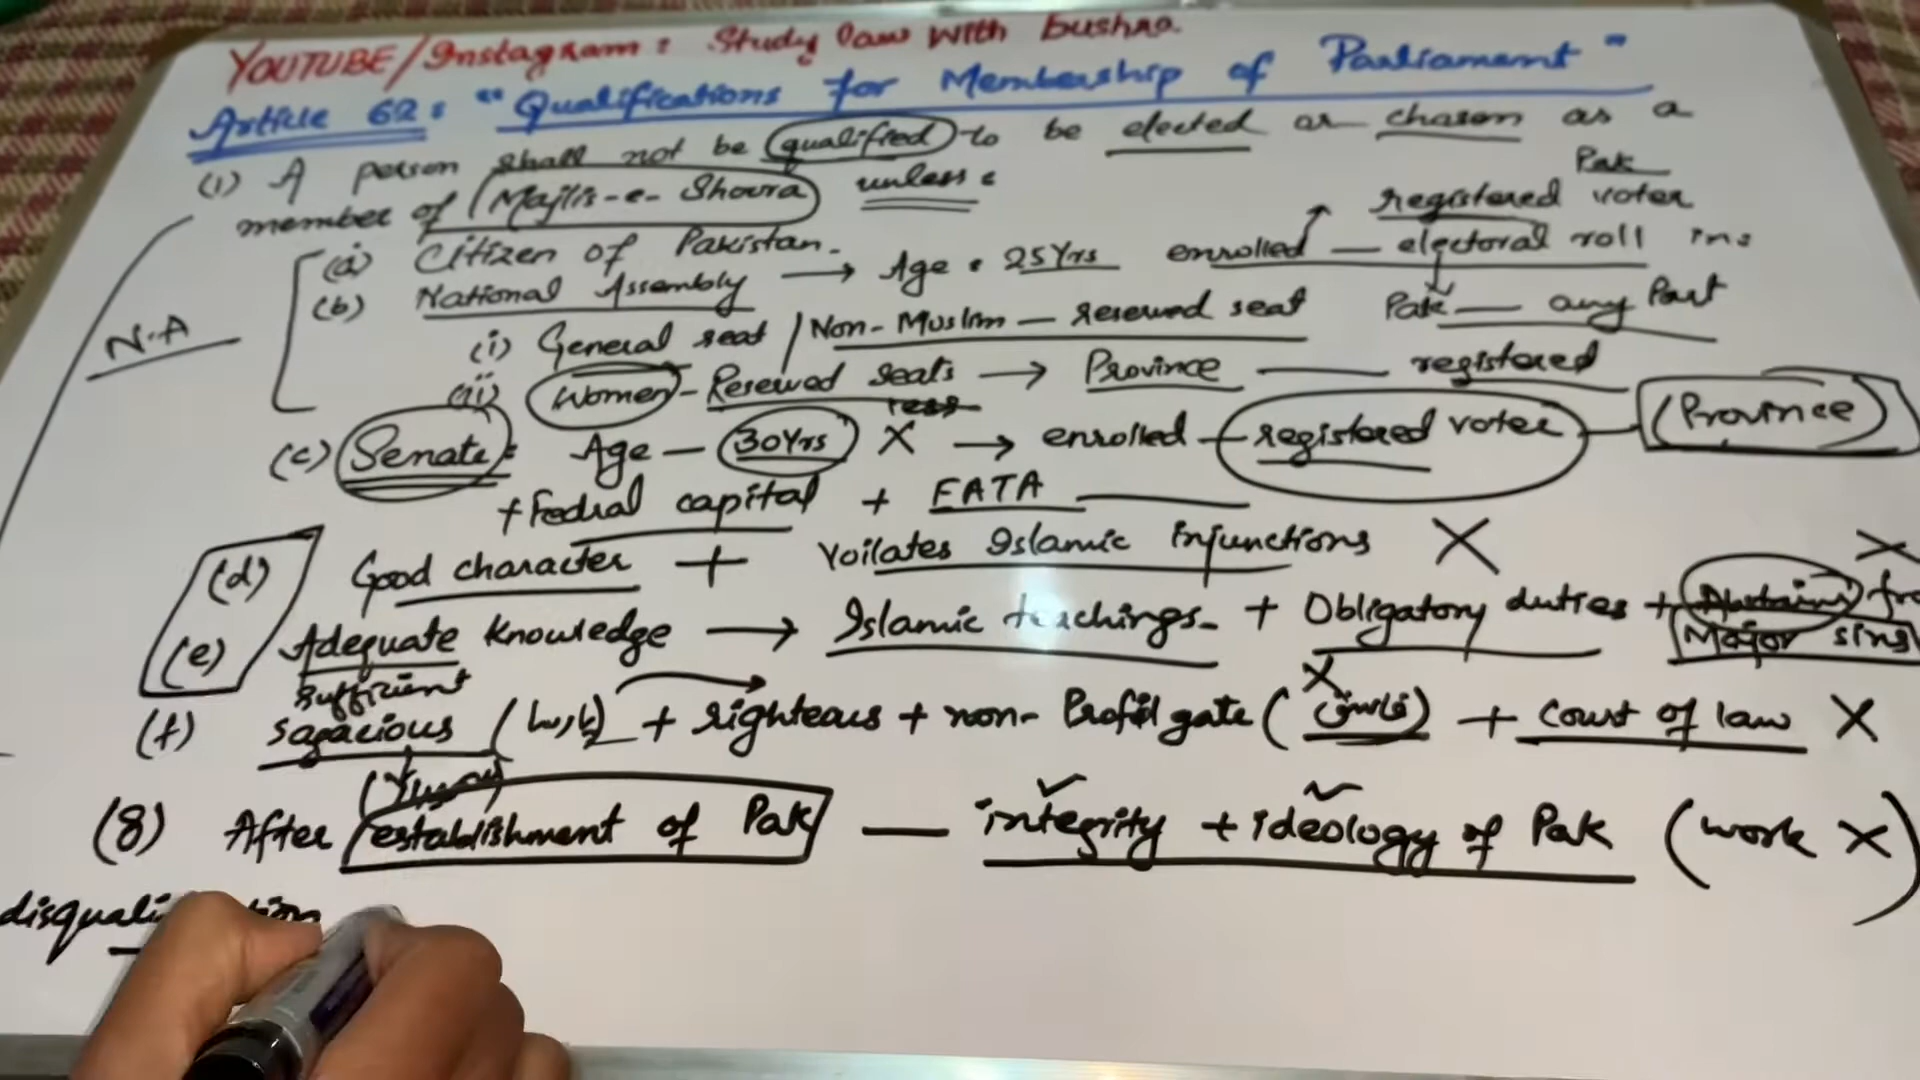 YOUTUBE/Instagram: Study law with bushra.
Article 62: "Qualifications for Membership of Parliament"
(1) A person shall not be qualified to be elected or chosen as a
member of Majlis-e-Shoora unless:
Pak
registered voter
(a) Citizen of Pakistan.
(b) National Assembly → Age: 25Yrs enrolled — electoral roll in:
N.A
(i) General seat / Non-Muslim — reserved seat Pak — any Part
(ii) Women - Reserved seats → Province — registered
(c) Senate: Age — 30Yrs X → enrolled — registered voter — (Province)
+ Fedral capital + FATA
(d) Good character + Voilates Islamic injunctions X
(e) Adequate knowledge → Islamic teachings - + Obligatory duties + Abstains fro
X
Major sins
Sufficient
(f) sagacious + righteous + non-Profilgate (فاسق) + Court of law X
X
(g) After establishment of Pak — integrity + ideology of Pak (work X)